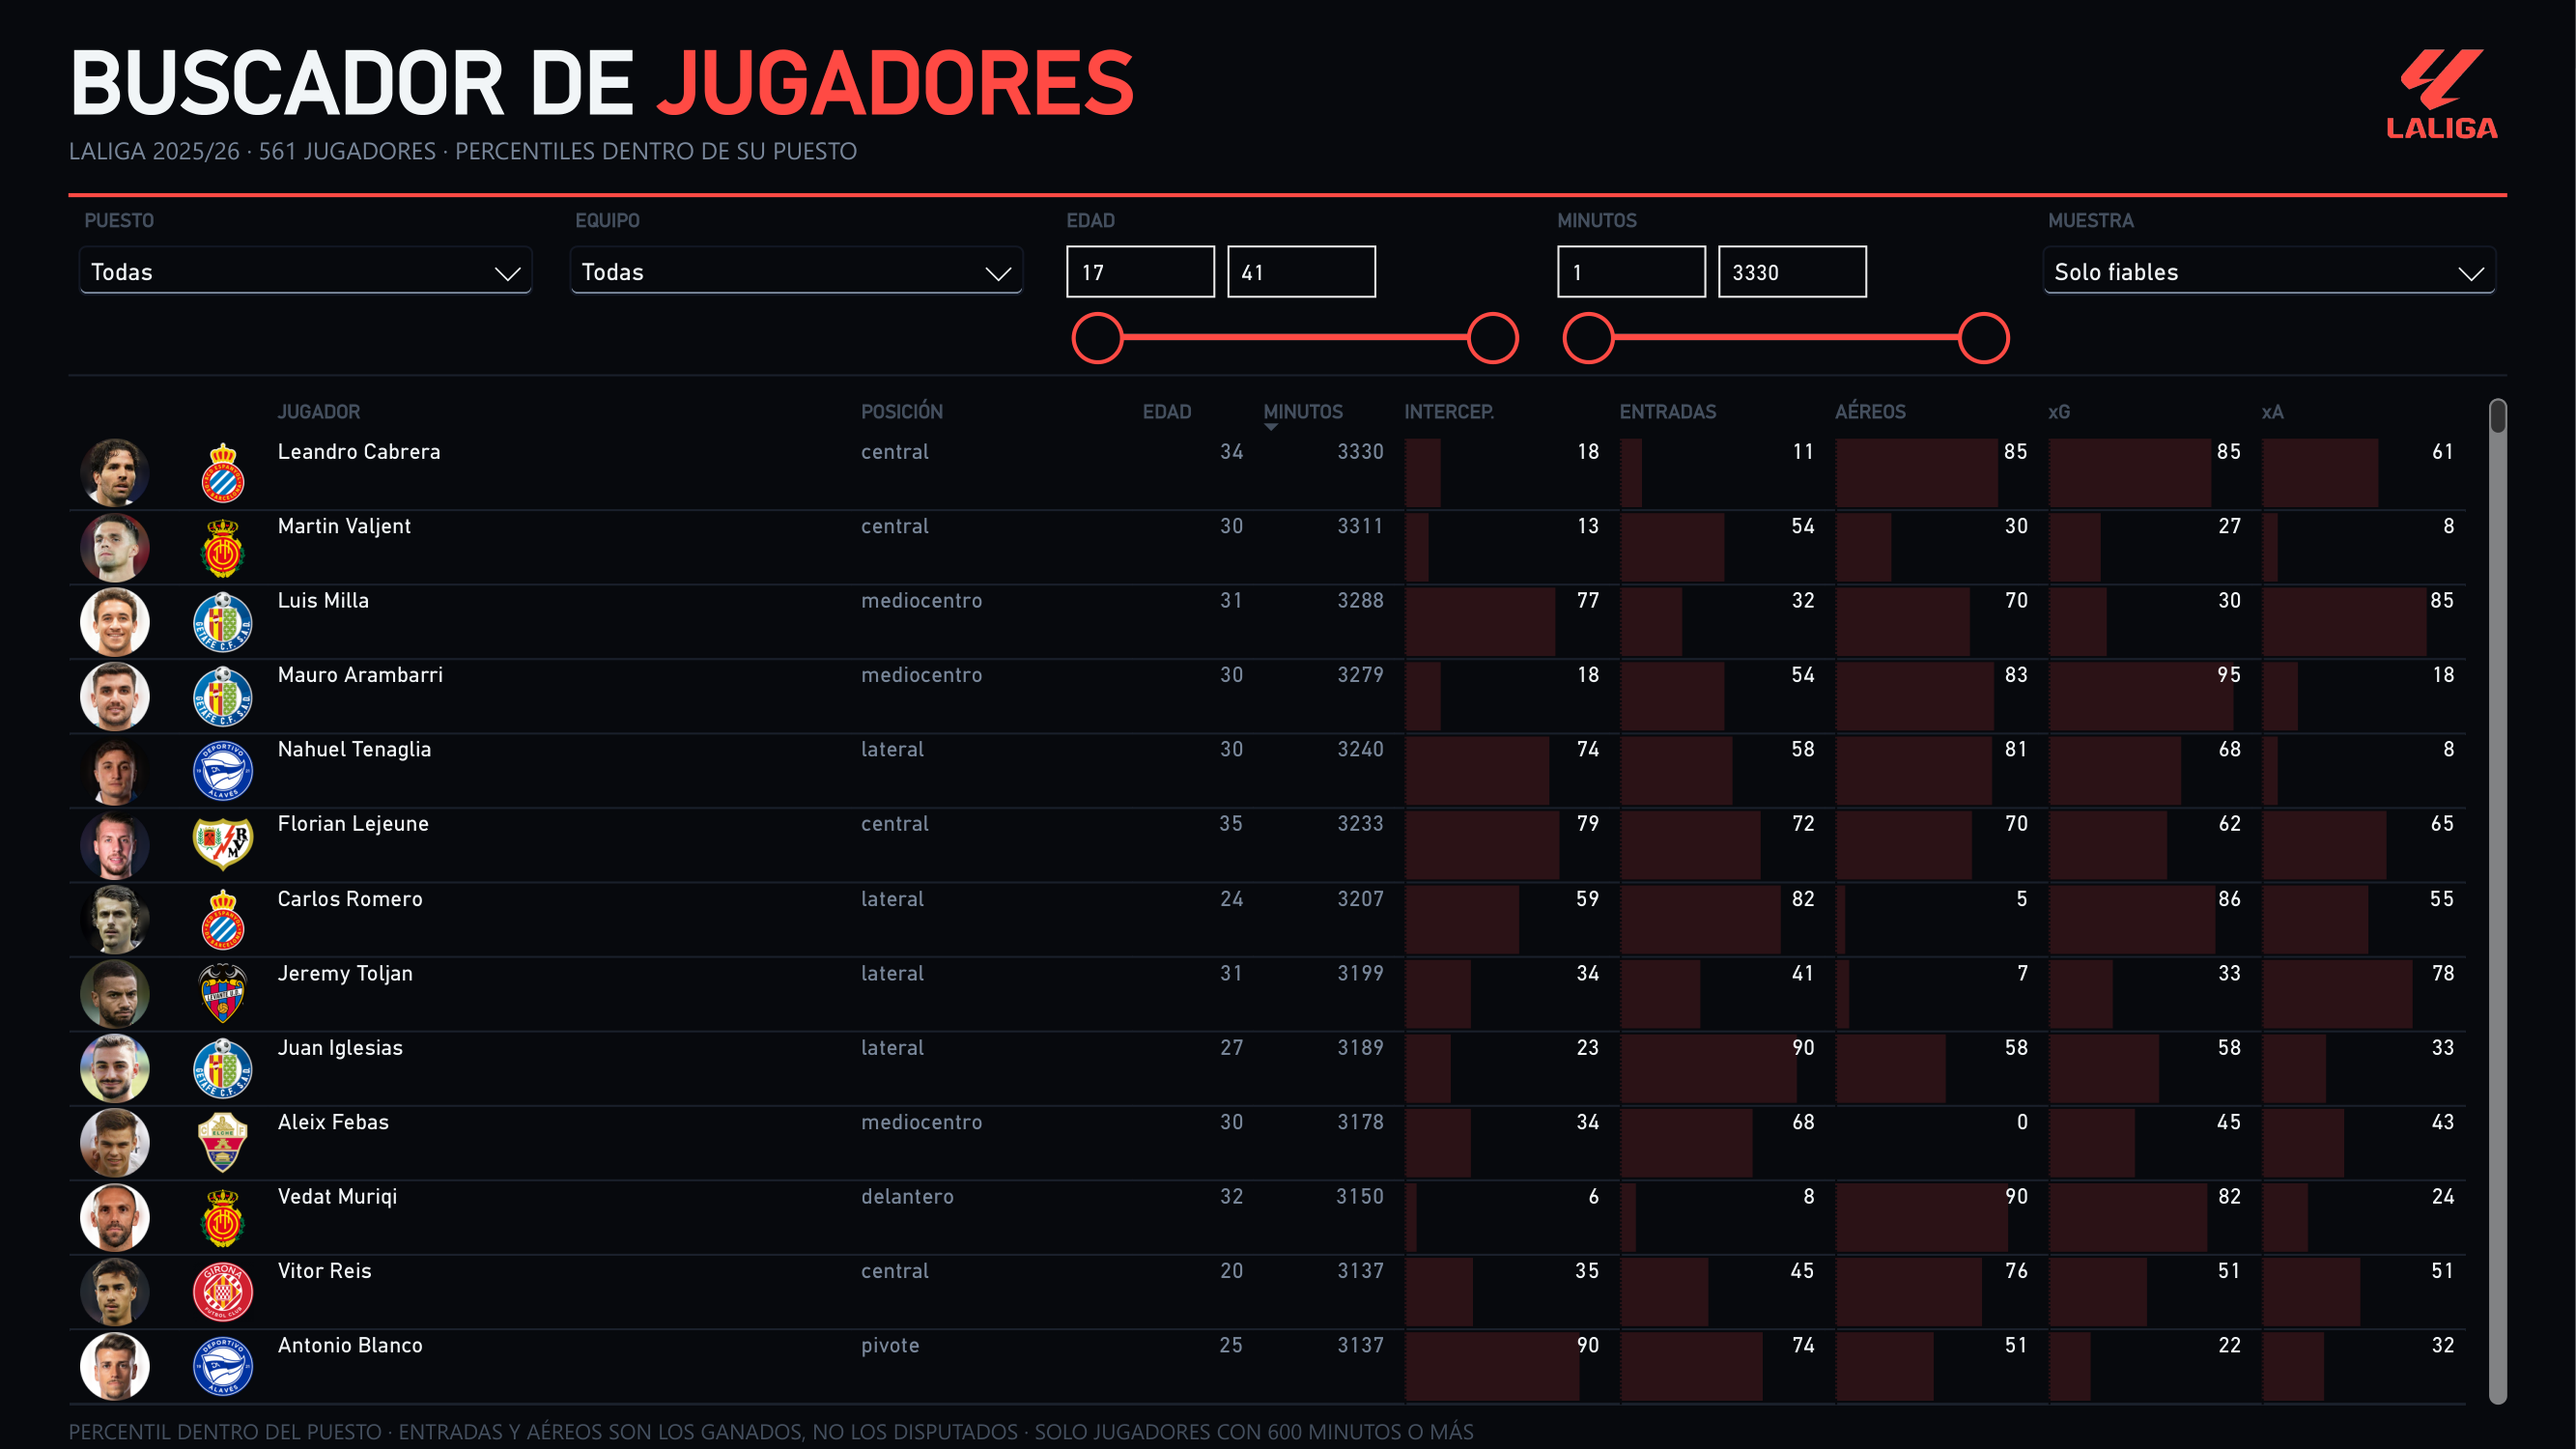 BUSCADOR DE JUGADORES
LALIGA
LALIGA 2025/26 · 561 JUGADORES · PERCENTILES DENTRO DE SU PUESTO
PUESTO EQUIPO EDAD MINUTOS MUESTRA
Todas Todas 17 41 1 3330 Solo fiables
JUGADOR POSICIÓN EDAD MINUTOS INTERCEP. ENTRADAS AÉREOS xG xA
Leandro Cabrera central 34 3330 18 11 85 85 61
Martin Valjent central 30 3311 13 54 30 27 8
Luis Milla mediocentro 31 3288 77 32 70 30 85
Mauro Arambarri mediocentro 30 3279 18 54 83 95 18
Nahuel Tenaglia lateral 30 3240 74 58 81 68 8
Florian Lejeune central 35 3233 79 72 70 62 65
Carlos Romero lateral 24 3207 59 82 5 86 55
Jeremy Toljan lateral 31 3199 34 41 7 33 78
Juan Iglesias lateral 27 3189 23 90 58 58 33
Aleix Febas mediocentro 30 3178 34 68 0 45 43
Vedat Muriqi delantero 32 3150 6 8 90 82 24
Vitor Reis central 20 3137 35 45 76 51 51
Antonio Blanco pivote 25 3137 90 74 51 22 32
PERCENTIL DENTRO DEL PUESTO · ENTRADAS Y AÉREOS SON LOS GANADOS, NO LOS DISPUTADOS · SOLO JUGADORES CON 600 MINUTOS O MÁS